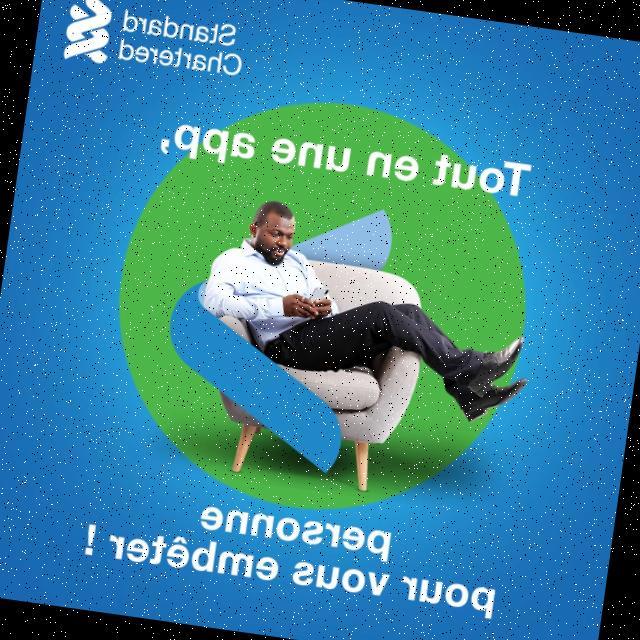 Standard
Chartered
Tout en une app,
personne
pour vous embêter !